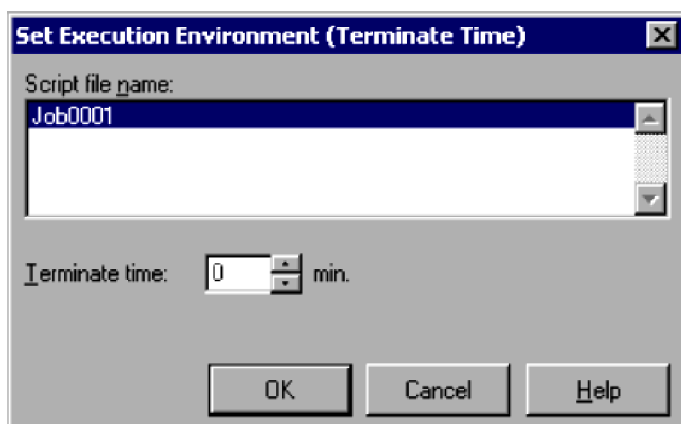 Set Execution Environment (Terminate Time)
Script file name:
Job0001
Terminate time: 0 min.
OK Cancel Help